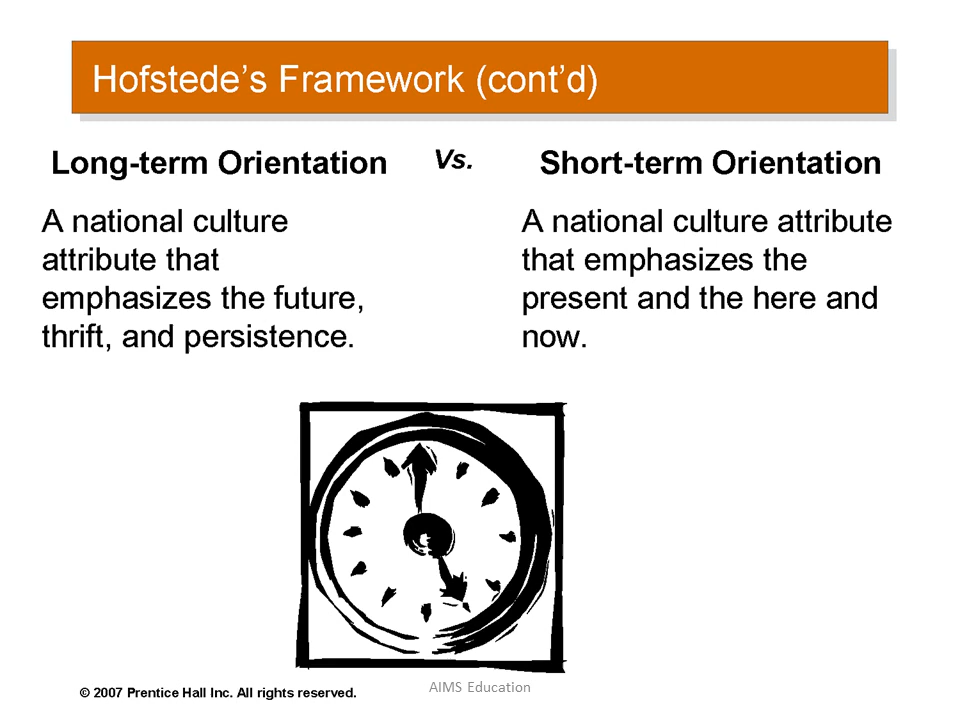 Hofstede’s Framework (cont’d)
Long-term Orientation
Vs.
Short-term Orientation
A national culture
attribute that
emphasizes the future,
thrift, and persistence.
A national culture attribute
that emphasizes the
present and the here and
now.
© 2007 Prentice Hall Inc. All rights reserved.
AIMS Education